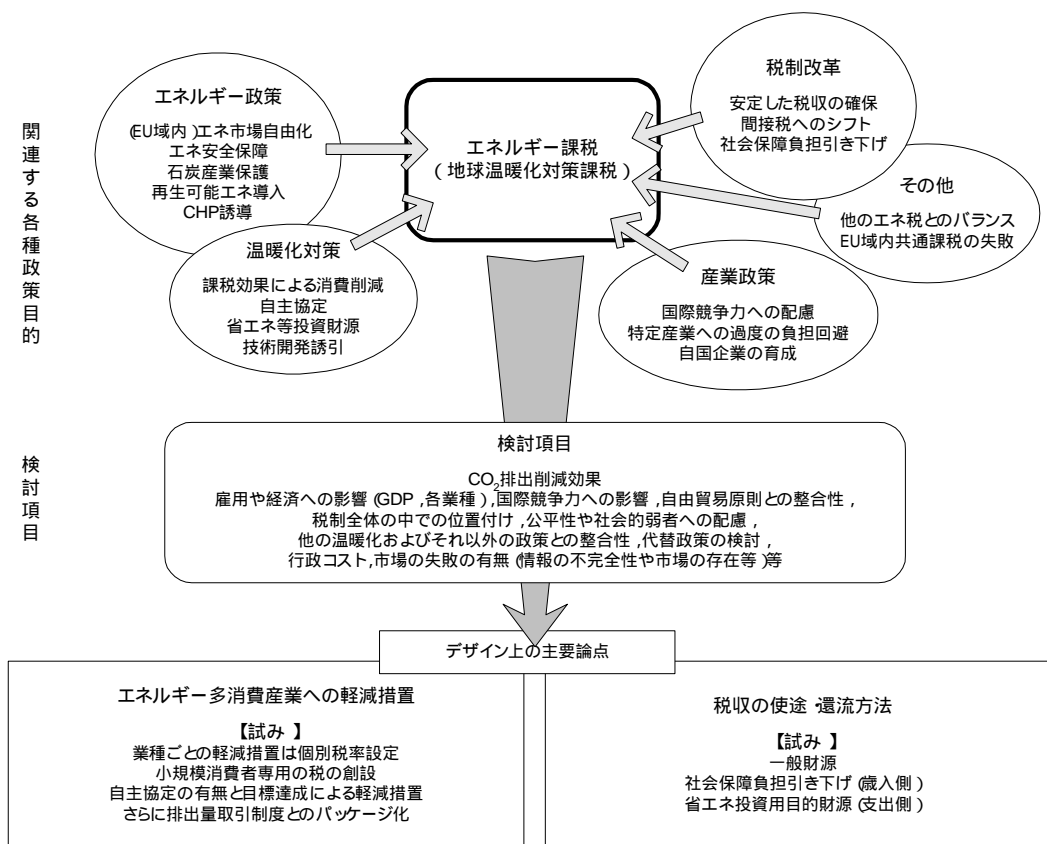 関連する各種政策目的
エネルギー政策
(EU域内)エネ市場自由化
エネ安全保障
石炭産業保護
再生可能エネ導入
CHP誘導
温暖化対策
課税効果による消費削減
自主協定
省エネ等投資財源
技術開発誘引
エネルギー課税
(地球温暖化対策課税)
税制改革
安定した税収の確保
間接税へのシフト
社会保障負担引き下げ
その他
他のエネ税とのバランス
EU域内共通課税の失敗
産業政策
国際競争力への配慮
特定産業への過度の負担回避
自国企業の育成
検討項目
検討項目
CO2排出削減効果
雇用や経済への影響(GDP,各業種),国際競争力への影響,自由貿易原則との整合性,
税制全体の中での位置付け,公平性や社会的弱者への配慮,
他の温暖化およびそれ以外の政策との整合性,代替政策の検討,
行政コスト,市場の失敗の有無(情報の不完全性や市場の存在等)等
デザイン上の主要論点
エネルギー多消費産業への軽減措置
【試み】
業種ごとの軽減措置は個別税率設定
小規模消費者専用の税の創設
自主協定の有無と目標達成による軽減措置
さらに排出量取引制度とのパッケージ化
税収の使途・還流方法
【試み】
一般財源
社会保障負担引き下げ(歳入側)
省エネ投資用目的財源(支出側)